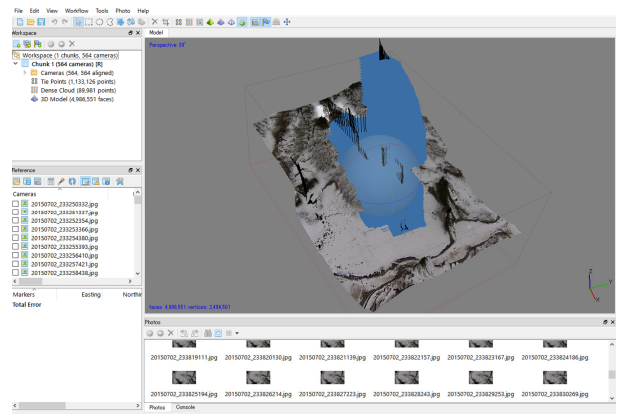 File Edit View Workflow Tools Photo Help
Workspace
Model
Workspace (1 chunks, 564 cameras)
Chunk 1 (564 cameras) [R]
Cameras (564, 564 aligned)
Tie Points (1,133,126 points)
Dense Cloud (89,981 points)
3D Model (4,986,551 faces)
Perspective 38°
Reference
Cameras
20150702_233250332.jpg
20150702_233251337.jpg
20150702_233252354.jpg
20150702_233253366.jpg
20150702_233254380.jpg
20150702_233255393.jpg
20150702_233256410.jpg
20150702_233257421.jpg
20150702_233258438.jpg
Markers Easting
Total Error
Z
Y
X
Photos
20150702_233819111.jpg 20150702_233820130.jpg 20150702_233821139.jpg 20150702_233822157.jpg 20150702_233823167.jpg 20150702_233824186.jpg
20150702_233825194.jpg 20150702_233826214.jpg 20150702_233827223.jpg 20150702_233828243.jpg 20150702_233829253.jpg 20150702_233830269.jpg
Photos Console